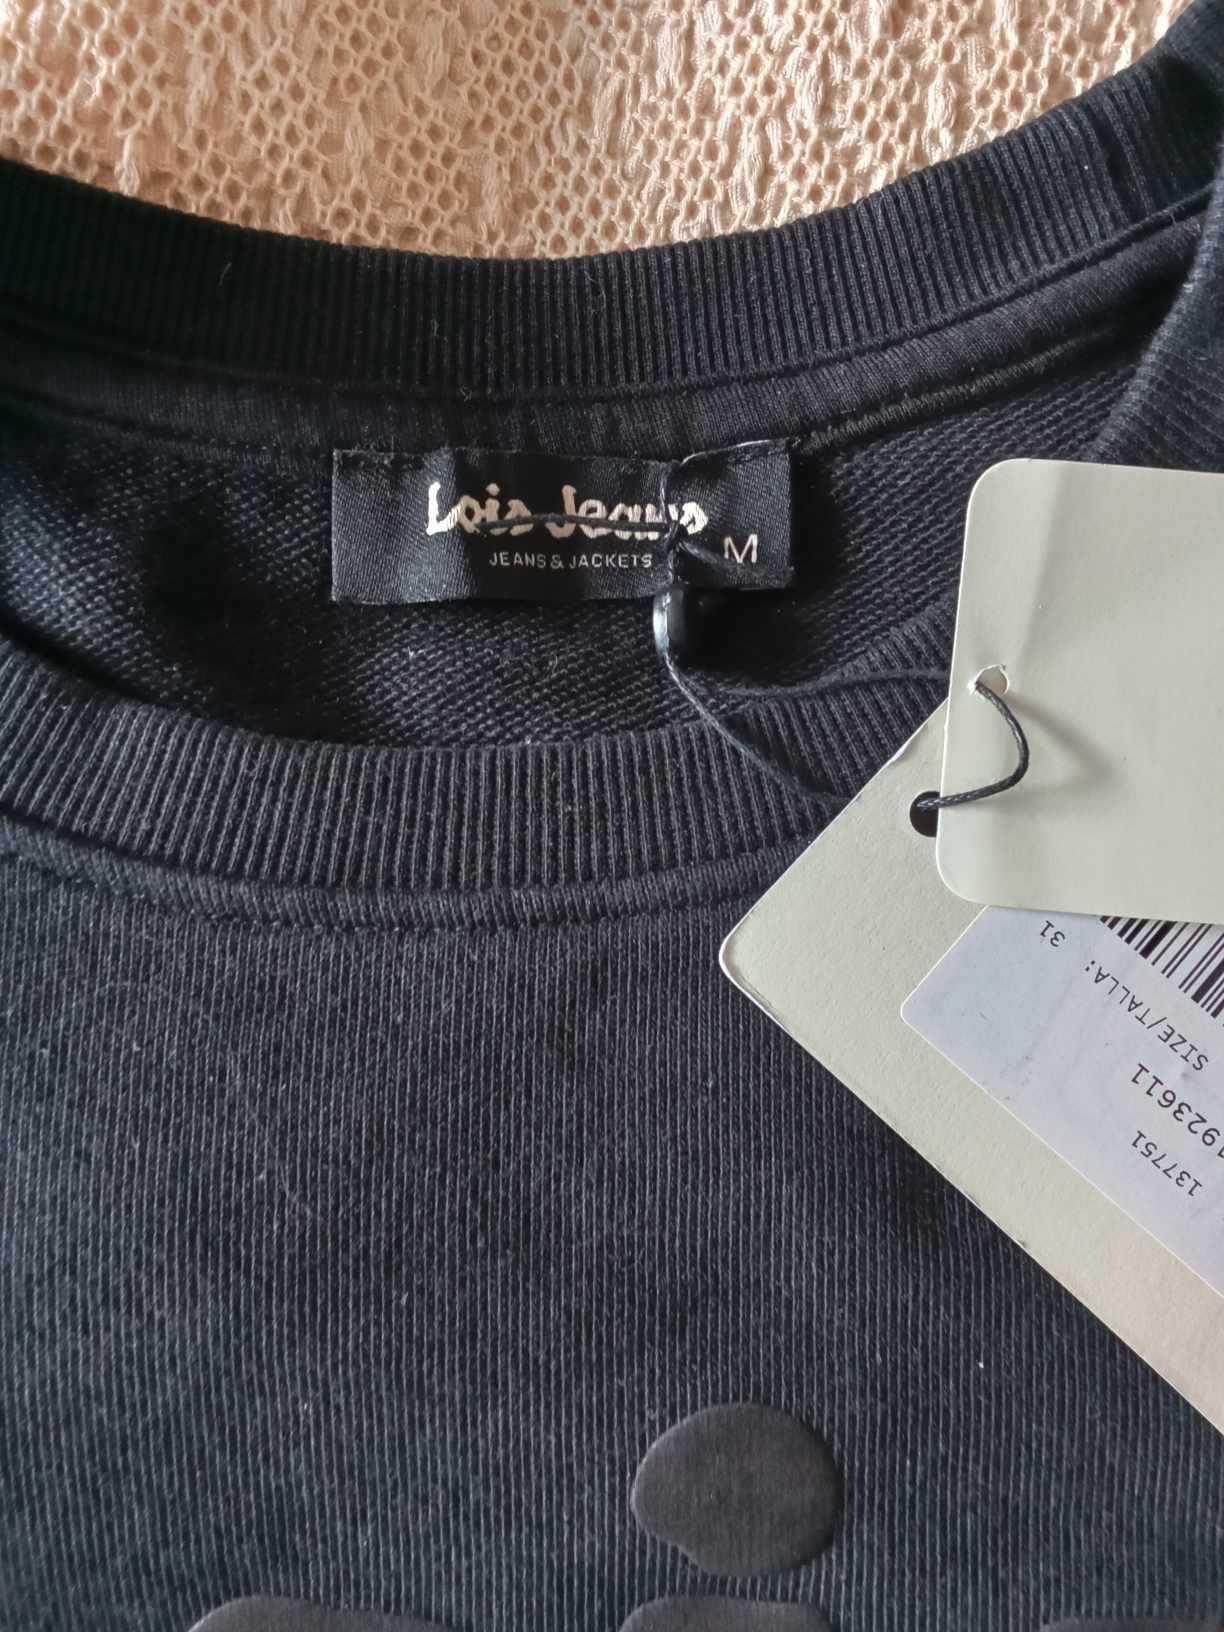 Lois Jeans
JEANS & JACKETS
M
137751
1923611
SIZE/TALLA: 31